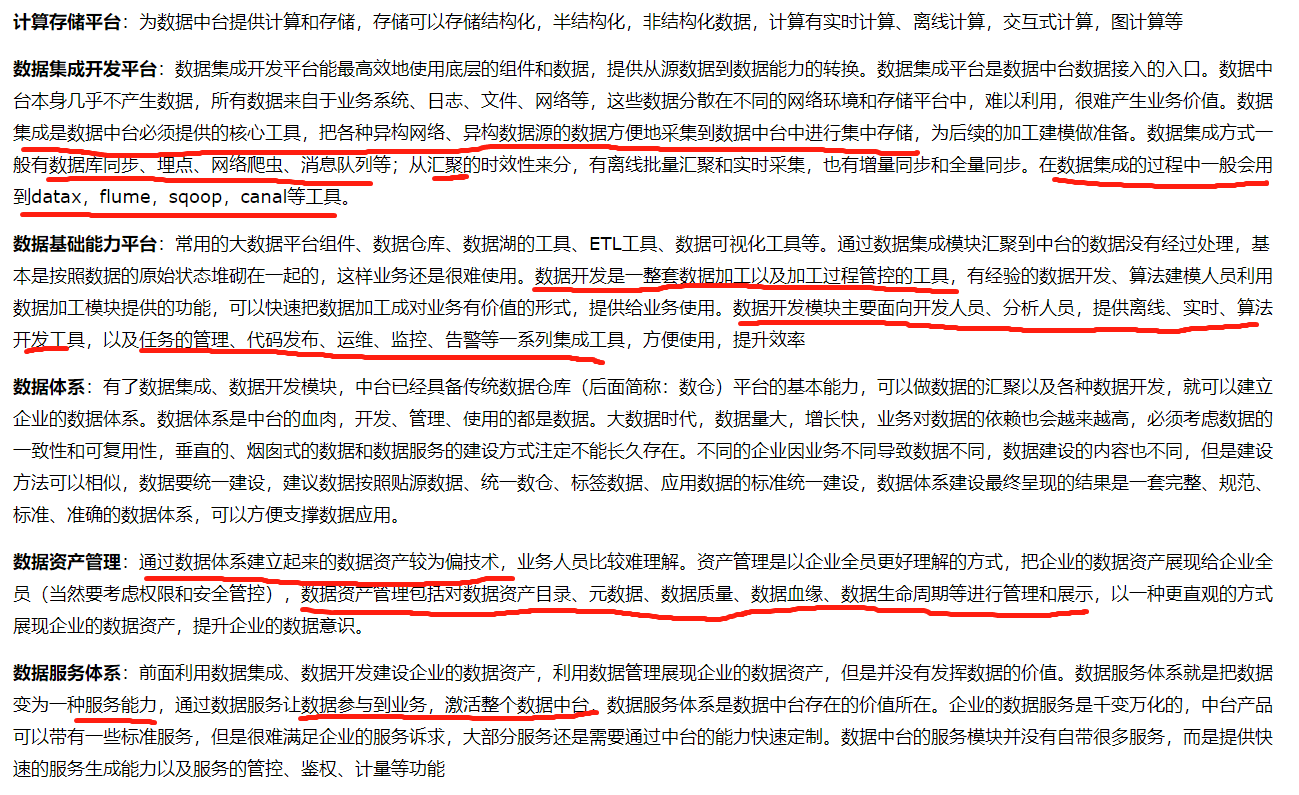 计算存储平台：为数据中台提供计算和存储，存储可以存储结构化，半结构化，非结构化数据，计算有实时计算、离线计算，交互式计算，图计算等
数据集成开发平台：数据集成开发平台能最高效地使用底层的组件和数据，提供从源数据到数据能力的转换。数据集成平台是数据中台数据接入的入口。数据中
台本身几乎不产生数据，所有数据来自于业务系统、日志、文件、网络等，这些数据分散在不同的网络环境和存储平台中，难以利用，很难产生业务价值。数据
集成是数据中台必须提供的核心工具，把各种异构网络、异构数据源的数据方便地采集到数据中台中进行集中存储，为后续的加工建模做准备。数据集成方式一
般有数据库同步、埋点、网络爬虫、消息队列等；从汇聚的时效性来分，有离线批量汇聚和实时采集，也有增量同步和全量同步。在数据集成的过程中一般会用
到datax，flume，sqoop，canal等工具。
数据基础能力平台：常用的大数据平台组件、数据仓库、数据湖的工具、ETL工具、数据可视化工具等。通过数据集成模块汇聚到中台的数据没有经过处理，基
本是按照数据的原始状态堆砌在一起的，这样业务还是很难使用。数据开发是一整套数据加工以及加工过程管控的工具，有经验的数据开发、算法建模人员利用
数据加工模块提供的功能，可以快速把数据加工成对业务有价值的形式，提供给业务使用。数据开发模块主要面向开发人员、分析人员，提供离线、实时、算法
开发工具，以及任务的管理、代码发布、运维、监控、告警等一系列集成工具，方便使用，提升效率
数据体系：有了数据集成、数据开发模块，中台已经具备传统数据仓库（后面简称：数仓）平台的基本能力，可以做数据的汇聚以及各种数据开发，就可以建立
企业的数据体系。数据体系是中台的血肉，开发、管理、使用的都是数据。大数据时代，数据量大，增长快，业务对数据的依赖也会越来越高，必须考虑数据的
一致性和可复用性，垂直的、烟囱式的数据和数据服务的建设方式注定不能长久存在。不同的企业因业务不同导致数据不同，数据建设的内容也不同，但是建设
方法可以相似，数据要统一建设，建议数据按照贴源数据、统一数仓、标签数据、应用数据的标准统一建设，数据体系建设最终呈现的结果是一套完整、规范、
标准、准确的数据体系，可以方便支撑数据应用。
数据资产管理：通过数据体系建立起来的数据资产较为偏技术，业务人员比较难理解。资产管理是以企业全员更好理解的方式，把企业的数据资产展现给企业全
员（当然要考虑权限和安全管控），数据资产管理包括对数据资产目录、元数据、数据质量、数据血缘、数据生命周期等进行管理和展示，以一种更直观的方式
展现企业的数据资产，提升企业的数据意识。
数据服务体系：前面利用数据集成、数据开发建设企业的数据资产，利用数据管理展现企业的数据资产，但是并没有发挥数据的价值。数据服务体系就是把数据
变为一种服务能力，通过数据服务让数据参与到业务，激活整个数据中台，数据服务体系是数据中台存在的价值所在。企业的数据服务是千变万化的，中台产品
可以带有一些标准服务，但是很难满足企业的服务诉求，大部分服务还是需要通过中台的能力快速定制。数据中台的服务模块并没有自带很多服务，而是提供快
速的服务生成能力以及服务的管控、鉴权、计量等功能